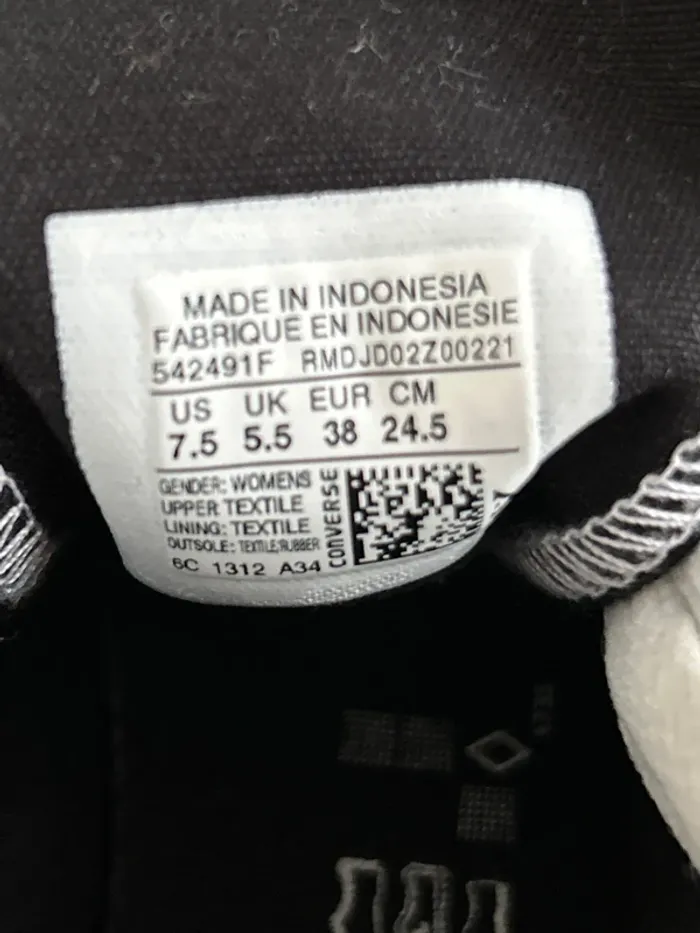 MADE IN INDONESIA
FABRIQUE EN INDONESIE
542491F RMDJD02Z00221
US UK EUR CM
7.5 5.5 38 24.5
GENDER: WOMENS
UPPER TEXTILE
LINING: TEXTILE
OUTSOLE: TEXTILE/RUBBER
6C 1312 A34
CONVERSE